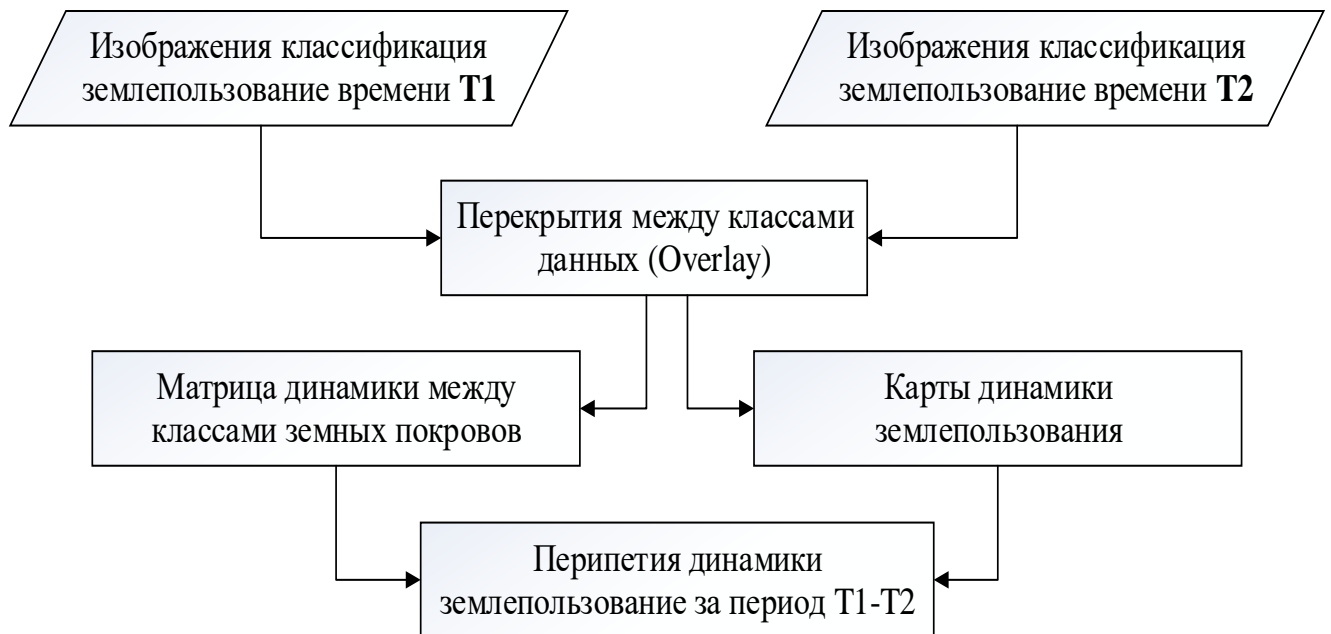 Изображения классификация
землепользование времени T1
Изображения классификация
землепользование времени T2
Перекрытия между классами
данных (Overlay)
Матрица динамики между
классами земных покровов
Карты динамики
землепользования
Перипетия динамики
землепользование за период T1-T2